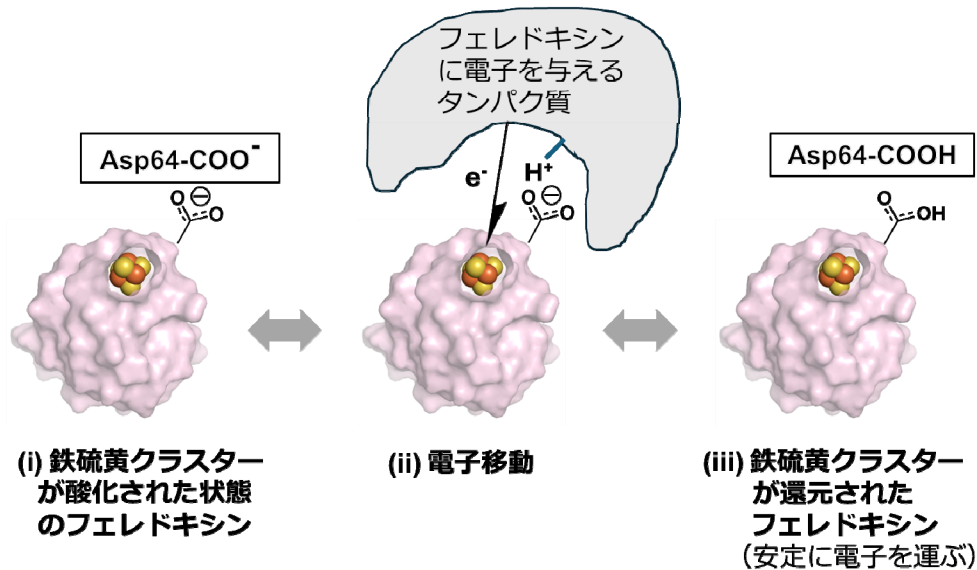 フェレドキシン
に電子を与える
タンパク質
Asp64-COO⁻
O
O
⊖
e⁻
H⁺
O
O
⊖
Asp64-COOH
O
OH
(i) 鉄硫黄クラスター
が酸化された状態
のフェレドキシン
(ii) 電子移動
(iii) 鉄硫黄クラスター
が還元された
フェレドキシン
（安定に電子を運ぶ）